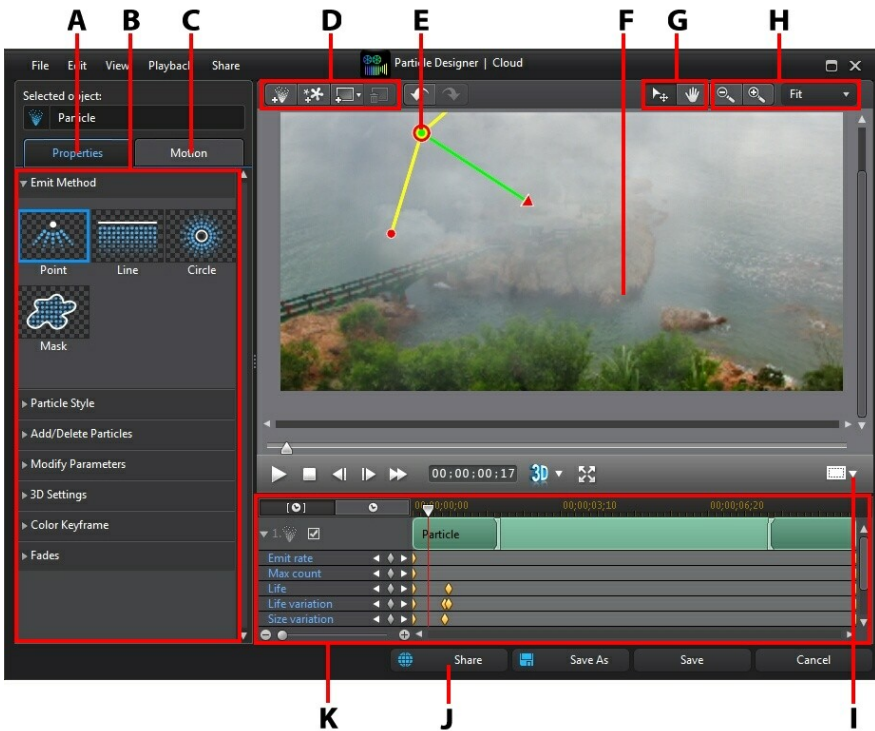 A B C D E F G H
File Edit View Playback Share
Particle Designer | Cloud
Selected object:
Particle
Properties Motion
Emit Method
Point Line Circle
Mask
Particle Style
Add/Delete Particles
Modify Parameters
3D Settings
Color Keyframe
Fades
Fit
00;00;00;17 3D
00;00;00;00 00;00;03;10 00;00;06;20
1. Particle
Emit rate
Max count
Life
Life variation
Size variation
Share Save As Save Cancel
K J I